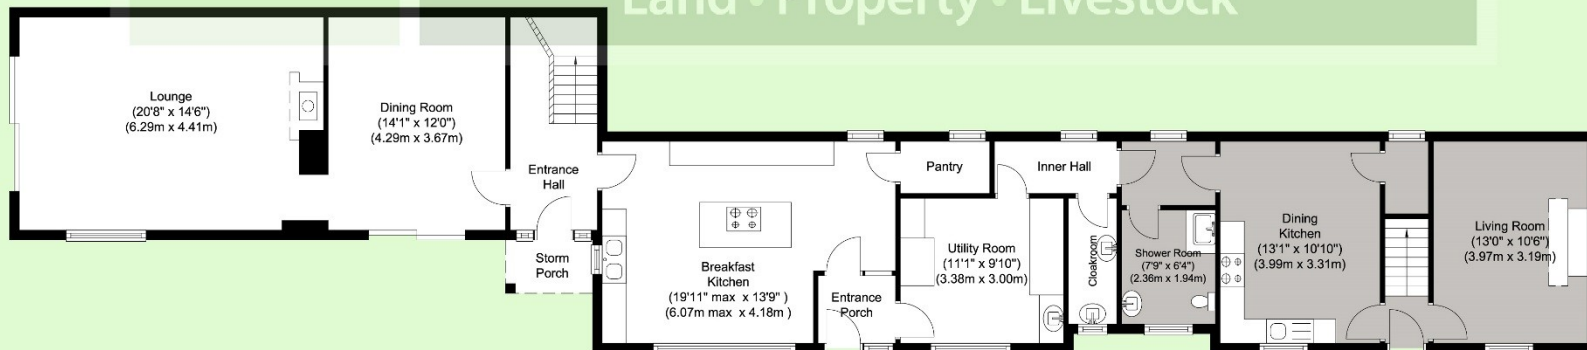 Land • Property • Livestock
Lounge
(20'8" x 14'6")
(6.29m x 4.41m)
Dining Room
(14'1" x 12'0")
(4.29m x 3.67m)
Entrance
Hall
Storm
Porch
Breakfast
Kitchen
(19'11" max x 13'9" )
(6.07m max x 4.18m )
Entrance
Porch
Pantry
Inner Hall
Utility Room
(11'1" x 9'10")
(3.38m x 3.00m)
Cloakroom
Shower Room
(7'9" x 6'4")
(2.36m x 1.94m)
Dining
Kitchen
(13'1" x 10'10")
(3.99m x 3.31m)
Living Room
(13'0" x 10'6")
(3.97m x 3.19m)